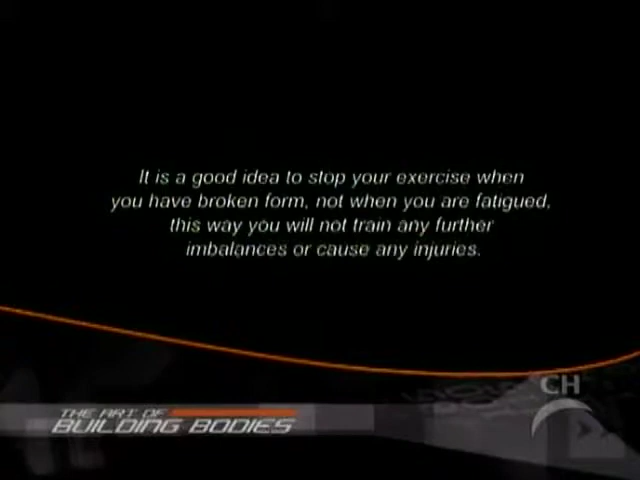 It is a good idea to stop your exercise when
you have broken form, not when you are fatigued,
this way you will not train any further
imbalances or cause any injuries.
CH
THE ART OF
BUILDING BODIES